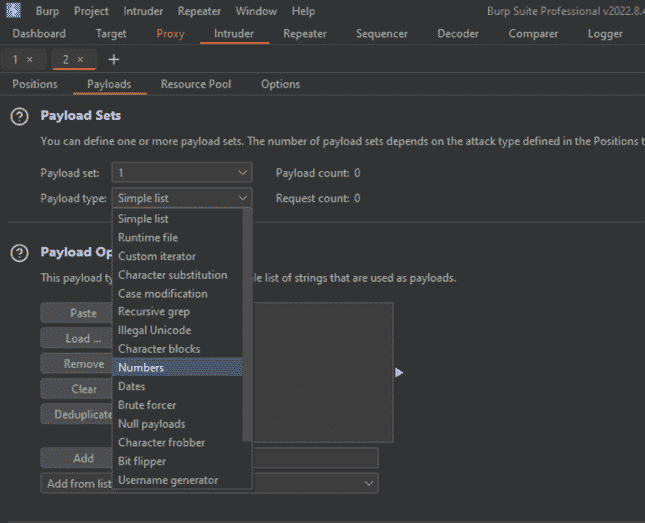 Burp Project Intruder Repeater Window Help Burp Suite Professional v2022.8.4
Dashboard Target Proxy Intruder Repeater Sequencer Decoder Comparer Logger
1 × 2 × +
Positions Payloads Resource Pool Options
? Payload Sets
You can define one or more payload sets. The number of payload sets depends on the attack type defined in the Positions t
Payload set: 1 Payload count: 0
Payload type: Simple list Request count: 0
Simple list
Runtime file
Custom iterator
Character substitution
Case modification
Recursive grep
Illegal Unicode
Character blocks
Numbers
Dates
Brute forcer
Null payloads
Character frobber
Bit flipper
Username generator
? Payload Op
This payload ty le list of strings that are used as payloads.
Paste
Load ...
Remove
Clear
Deduplicate
Add
Add from list